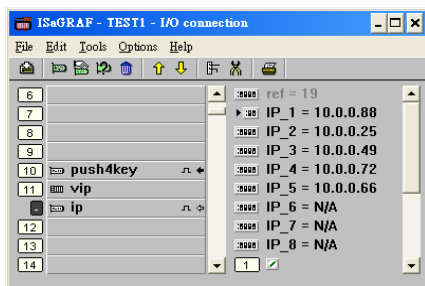 ISaGRAF - TEST1 - I/O connection
File Edit Tools Options Help
6
7
8
9
10 push4key
11 vip
ip
12
13
14
ref = 19
IP_1 = 10.0.0.88
IP_2 = 10.0.0.25
IP_3 = 10.0.0.49
IP_4 = 10.0.0.72
IP_5 = 10.0.0.66
IP_6 = N/A
IP_7 = N/A
IP_8 = N/A
1